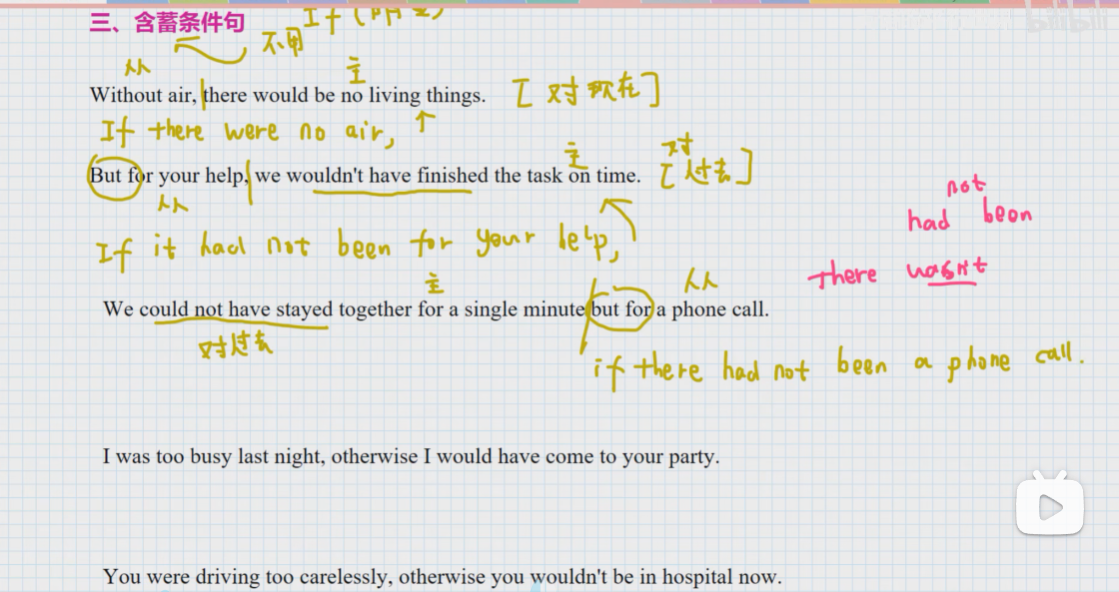 三、含蓄条件句
不用
从 主
Without air, there would be no living things. [对现在]
If there were no air, ↑
主 对
But for your help, we wouldn't have finished the task on time. [过去]
从
not
had been
If it had not been for your help,
there wasn't
主 从
We could not have stayed together for a single minute but for a phone call.
对过去
if there had not been a phone call.
I was too busy last night, otherwise I would have come to your party.
You were driving too carelessly, otherwise you wouldn't be in hospital now.